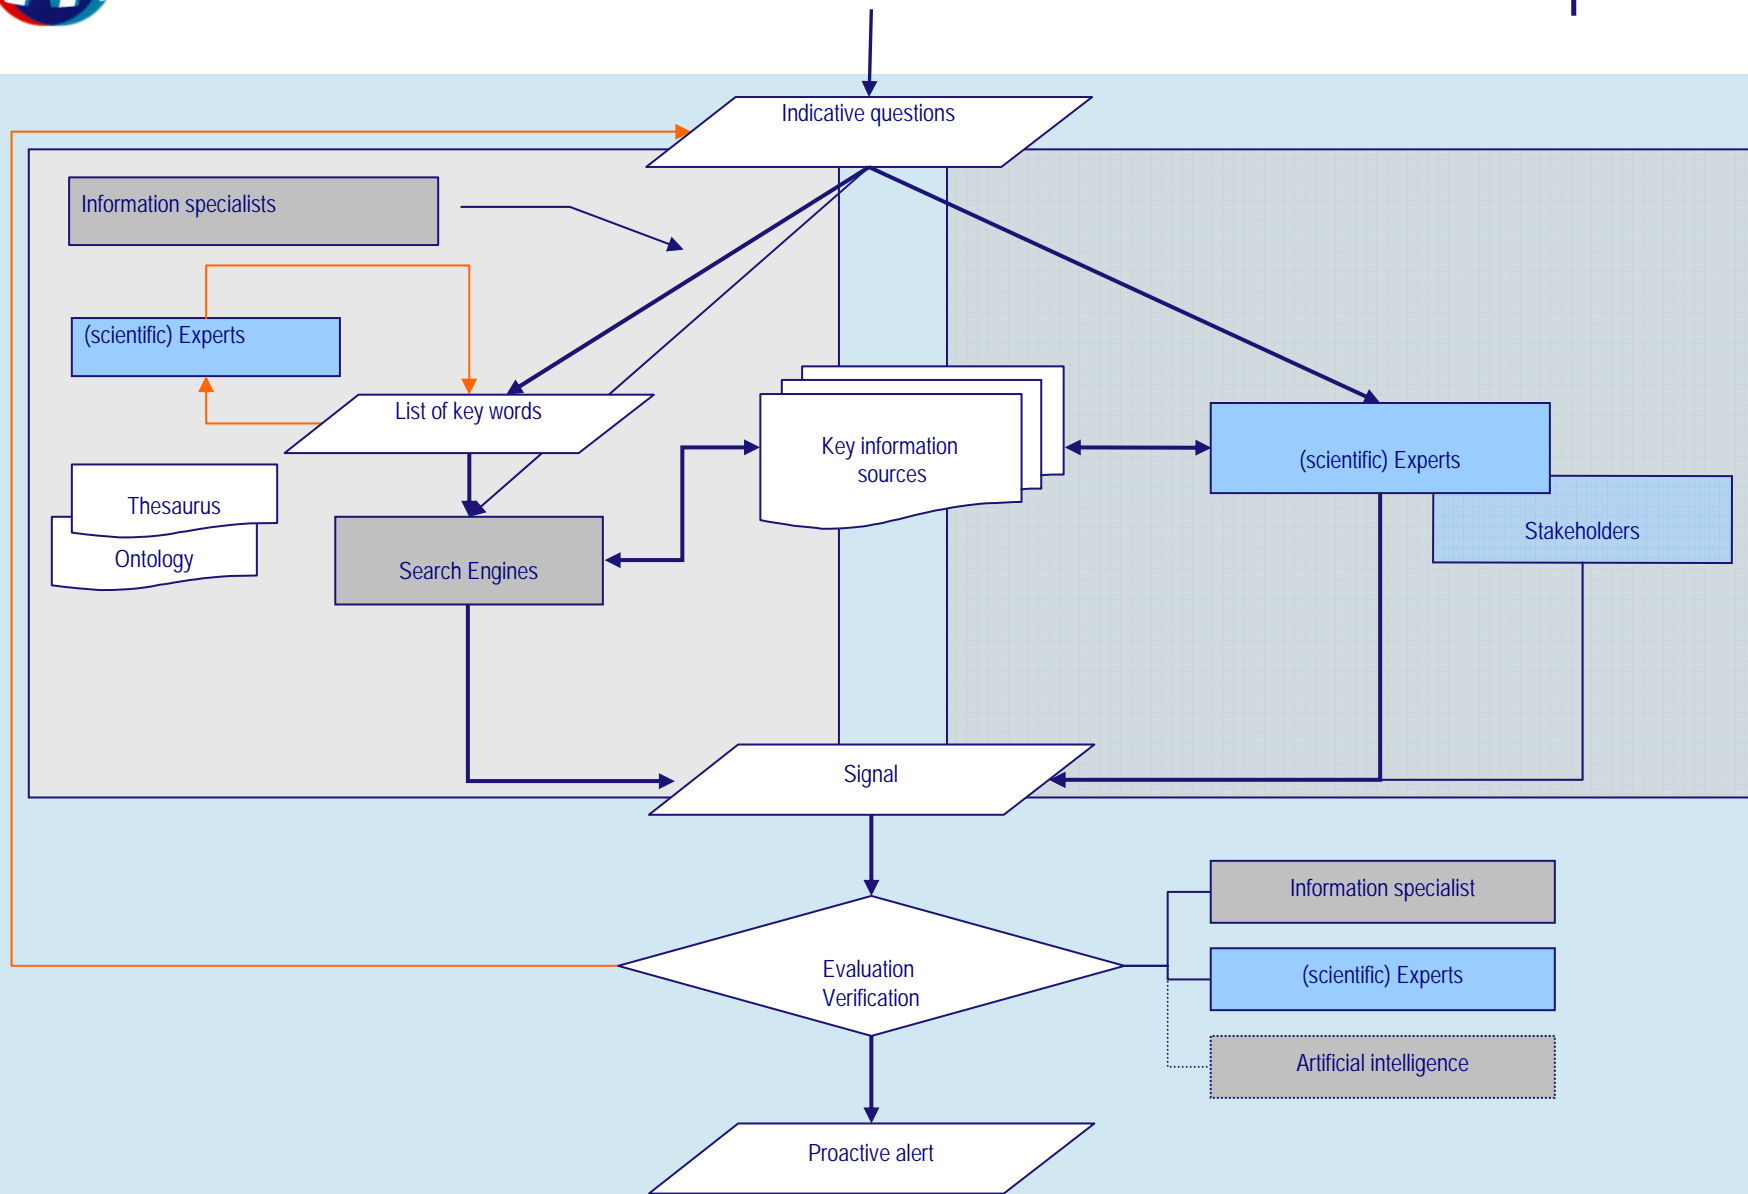 Indicative questions
Information specialists
(scientific) Experts
List of key words
Key information
sources
(scientific) Experts
Thesaurus
Ontology
Search Engines
Stakeholders
Signal
Information specialist
Evaluation
Verification
(scientific) Experts
Artificial intelligence
Proactive alert